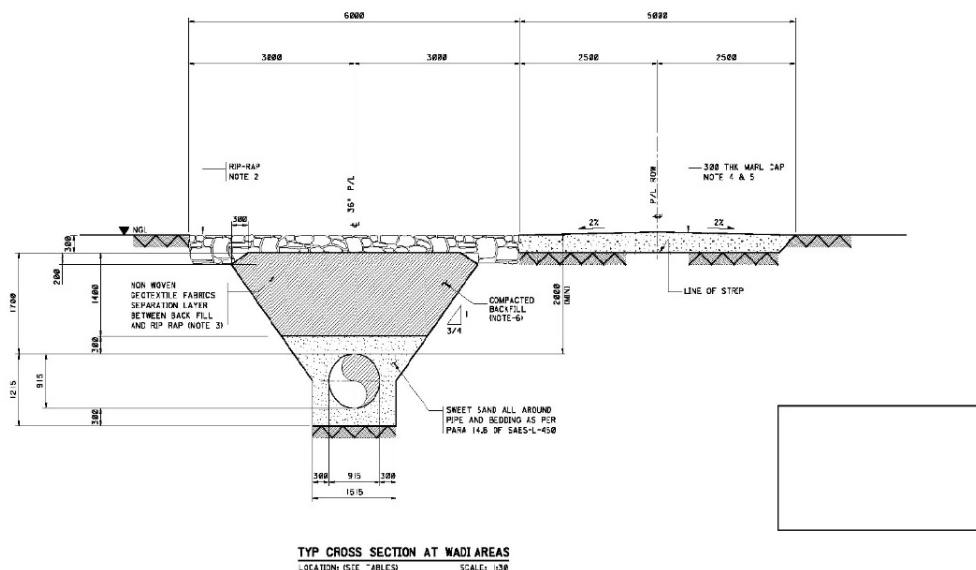 6000
5000
3000
3000
2500
2500
RIP-RAP
NOTE 2
36" P/L
P/L ROW
300 THK MARL CAP
NOTE 4 & 5
NGL
300
2%
2%
300
200
1700
1400
300
NON WOVEN
GEOTEXTILE FABRICS
SEPARATION LAYER
BETWEEN BACK FILL
AND RIP RAP (NOTE 3)
COMPACTED
BACKFILL
(NOTE-6)
1
3/4
2000
(MIN)
LINE OF STRIP
1215
915
300
SWEET SAND ALL AROUND
PIPE AND BEDDING AS PER
PARA 14.6 OF SAES-L-450
300
915
300
1515
TYP CROSS SECTION AT WADI AREAS
LOCATION: (SEE TABLES)
SCALE: 1:30